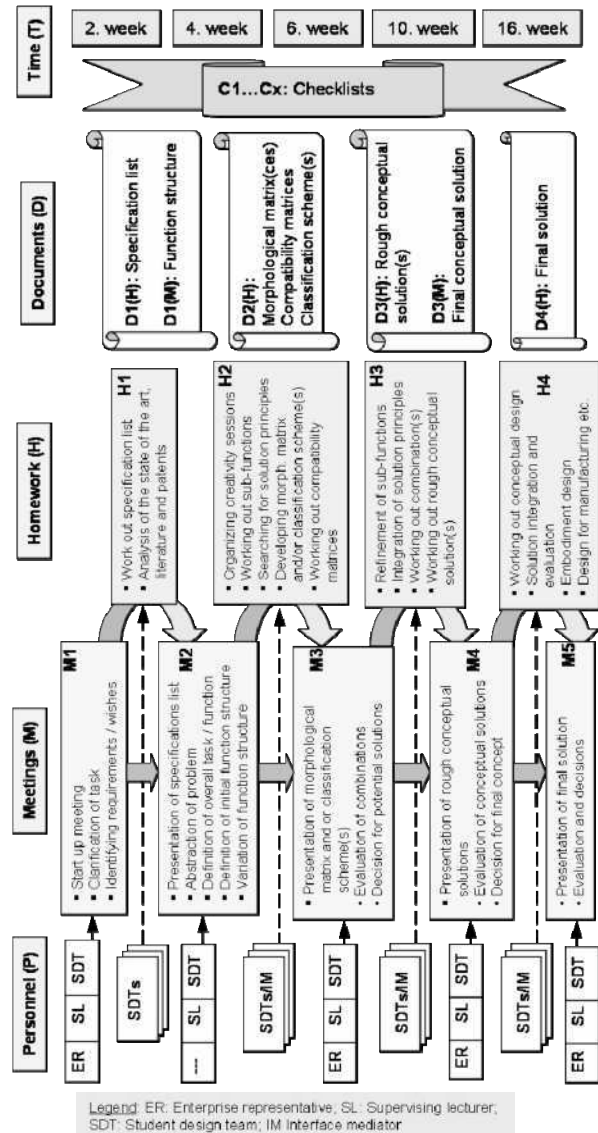 Time (T)
2. week
4. week
6. week
10. week
16. week
C1...Cx: Checklists
Documents (D)
D1(H): Specification list
D1(M): Function structure
D2(H):
Morphological matrix(ces)
Compatibility matrices
Classification scheme(s)
D3(H): Rough conceptual
solution(s)
D3(M):
Final conceptual solution(s)
D4(H): Final solution
Homework (H)
H1
▪ Work out specification list
▪ Analysis of the state of the art,
literature and patents
H2
▪ Organizing creativity sessions
▪ Working out sub-functions
▪ Searching for solution principles
▪ Developing morph. matrix
and/or classification scheme(s)
▪ Working out compatibility
matrices
H3
▪ Refinement of sub-functions
▪ Integration of solution principles
▪ Working out combination(s)
▪ Working out rough conceptual
solution(s)
H4
▪ Working out conceptual design
▪ Solution integration and
evaluation
▪ Embodiment design
▪ Design for manufacturing etc.
Meetings (M)
M1
▪ Start up meeting
▪ Clarification of task
▪ Identifying requirements / wishes
M2
▪ Presentation of specifications list
▪ Abstraction of problem
▪ Definition of overall task / function
▪ Definition of initial function structure
▪ Variation of function structure
M3
▪ Presentation of morphological
matrix and or classification
scheme(s)
• Evaluation of combinations
• Decision for potential solutions
M4
▪ Presentation of rough conceptual
solutions
• Evaluation of conceptual solutions
• Decision for final concept
M5
▪ Presentation of final solution
• Evaluation and decisions
Personnel (P)
ER SL SDT
SDTs
--- SL SDT
SDTs/IM
ER SL SDT
SDTs/IM
ER SL SDT
SDTs/IM
ER SL SDT
Legend: ER: Enterprise representative; SL: Supervising lecturer;
SDT: Student design team; IM Interface mediator